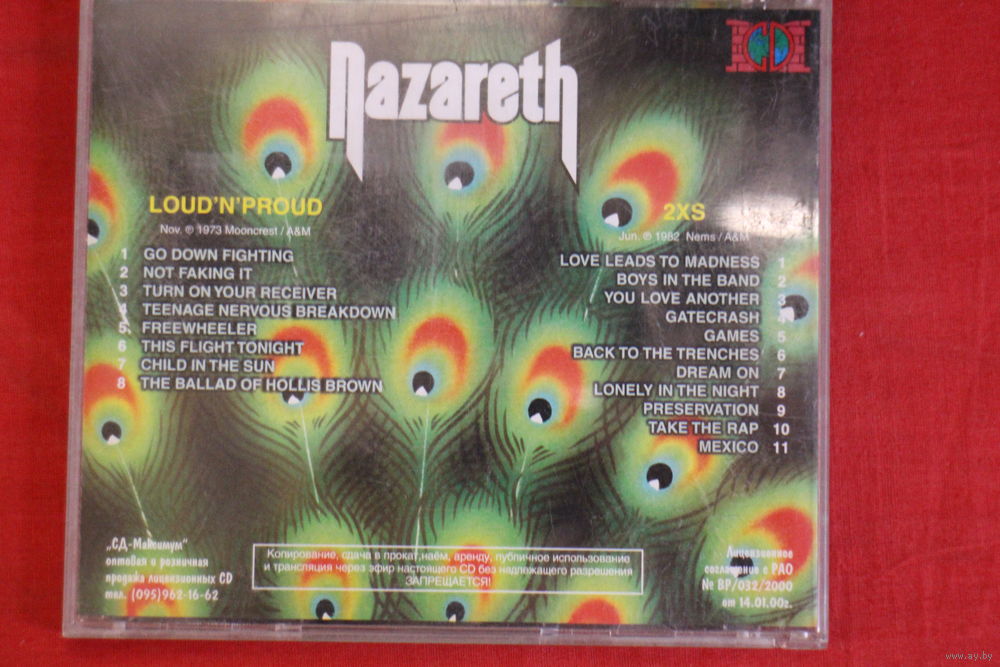 CD
Nazareth
LOUD'N'PROUD
Nov. ℗ 1973 Mooncrest / A&M
1 GO DOWN FIGHTING
2 NOT FAKING IT
3 TURN ON YOUR RECEIVER
4 TEENAGE NERVOUS BREAKDOWN
5 FREEWHEELER
6 THIS FLIGHT TONIGHT
7 CHILD IN THE SUN
8 THE BALLAD OF HOLLIS BROWN
2XS
Jun. ℗ 1982 Nems / A&M
LOVE LEADS TO MADNESS 1
BOYS IN THE BAND 2
YOU LOVE ANOTHER 3
GATECRASH 4
GAMES 5
BACK TO THE TRENCHES 6
DREAM ON 7
LONELY IN THE NIGHT 8
PRESERVATION 9
TAKE THE RAP 10
MEXICO 11
„СД-Максимум"
оптовая и розничная
продажа лицензионных CD
тел. (095)962-16-62
Копирование, сдача в прокат,наём, аренду, публичное использование
и трансляция через эфир настоящего CD без надлежащего разрешения
ЗАПРЕЩАЕТСЯ!
Лицензионное
соглашение с РАО
№ ВР/032/2000
от 14.01.00г.
www.ay.by